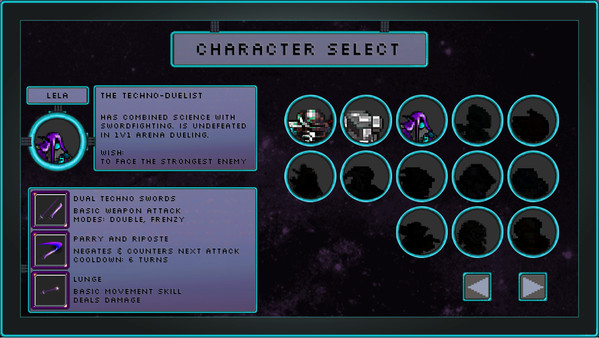 CHARACTER SELECT
LELA
THE TECHNO-DUELIST
HAS COMBINED SCIENCE WITH
SWORDFIGHTING. IS UNDEFEATED
IN 1V1 ARENA DUELING.
WISH:
TO FACE THE STRONGEST ENEMY
DUAL TECHNO SWORDS
BASIC WEAPON ATTACK
MODES: DOUBLE, FRENZY
PARRY AND RIPOSTE
NEGATES & COUNTERS NEXT ATTACK
COOLDOWN: 6 TURNS
LUNGE
BASIC MOVEMENT SKILL
DEALS DAMAGE